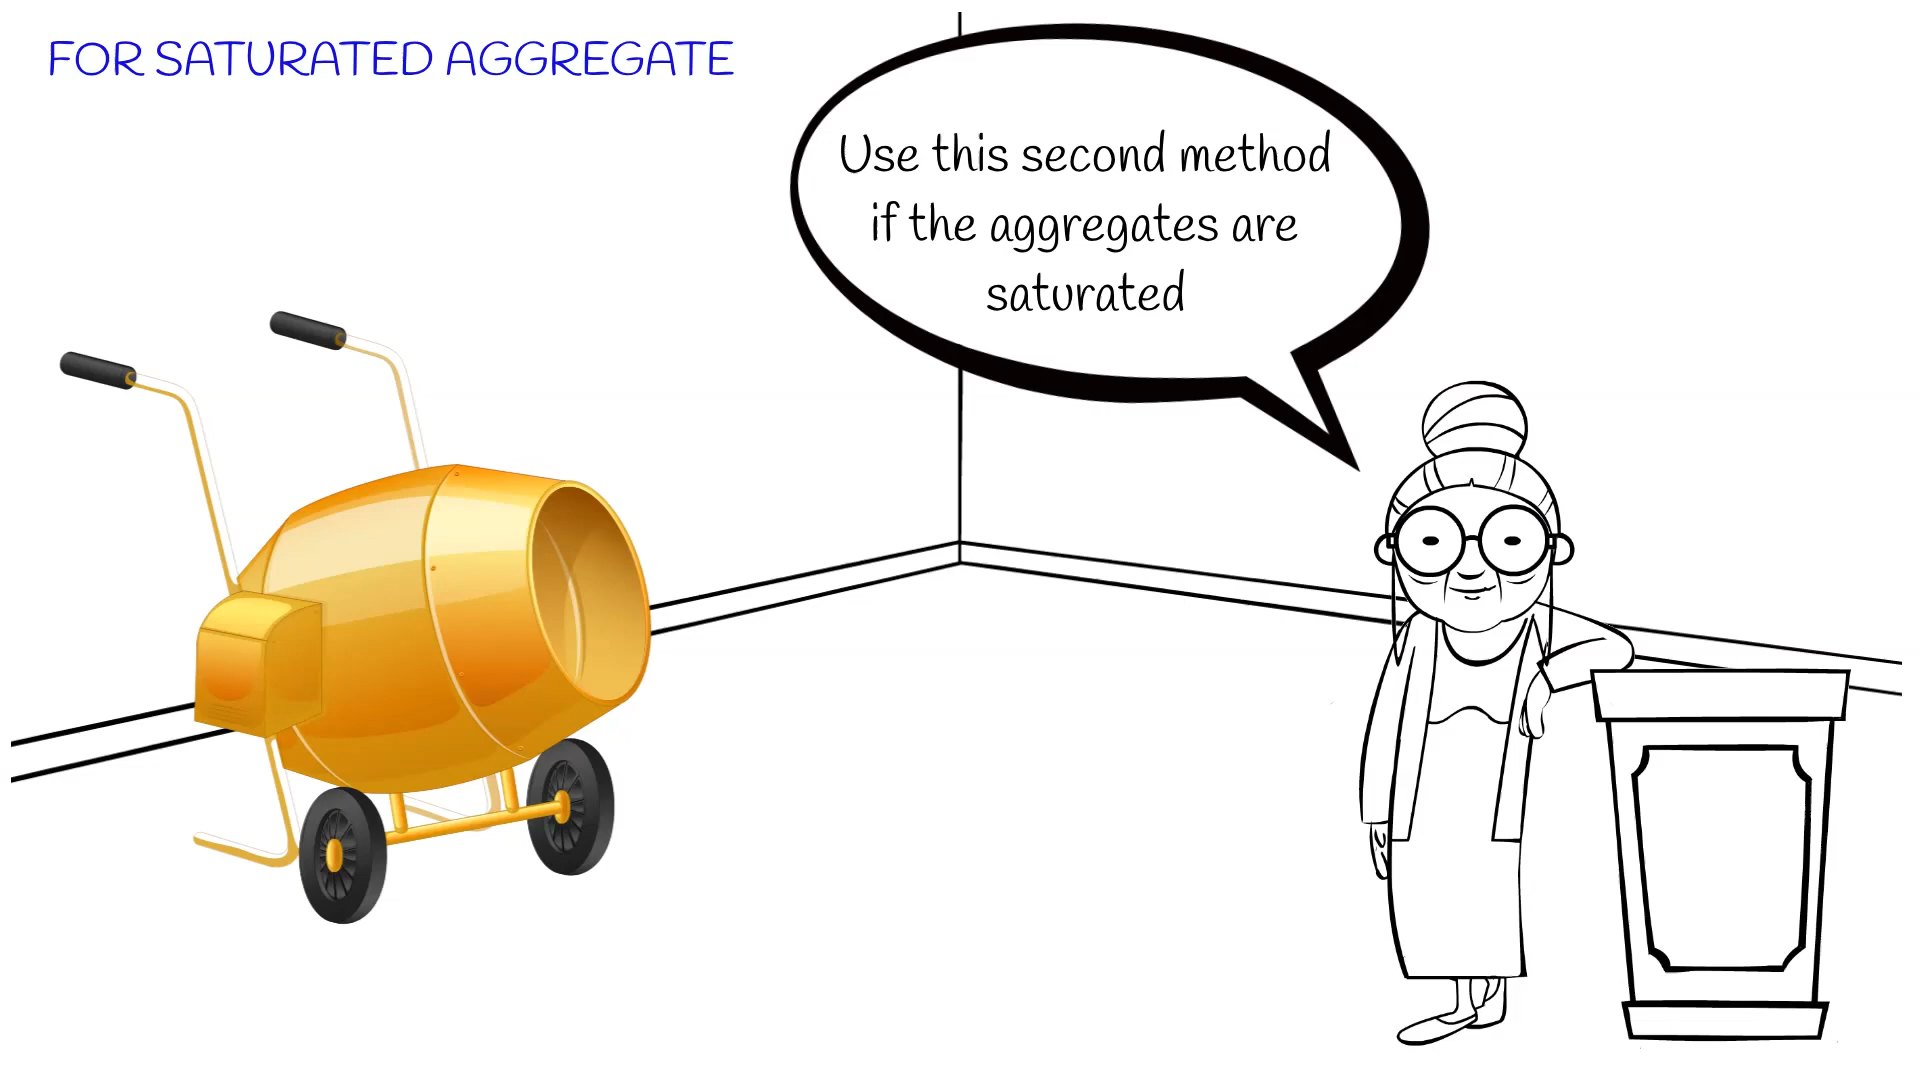 FOR SATURATED AGGREGATE
Use this second method
if the aggregates are
saturated